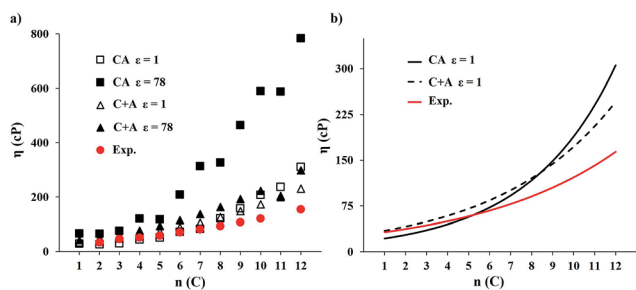 a)
η (cP)
800
600
400
200
0
CA ε = 1
CA ε = 78
C+A ε = 1
C+A ε = 78
Exp.
1 2 3 4 5 6 7 8 9 10 11 12
n (C)
b)
η (cP)
300
225
150
75
0
CA ε = 1
C+A ε = 1
Exp.
1 2 3 4 5 6 7 8 9 10 11 12
n (C)